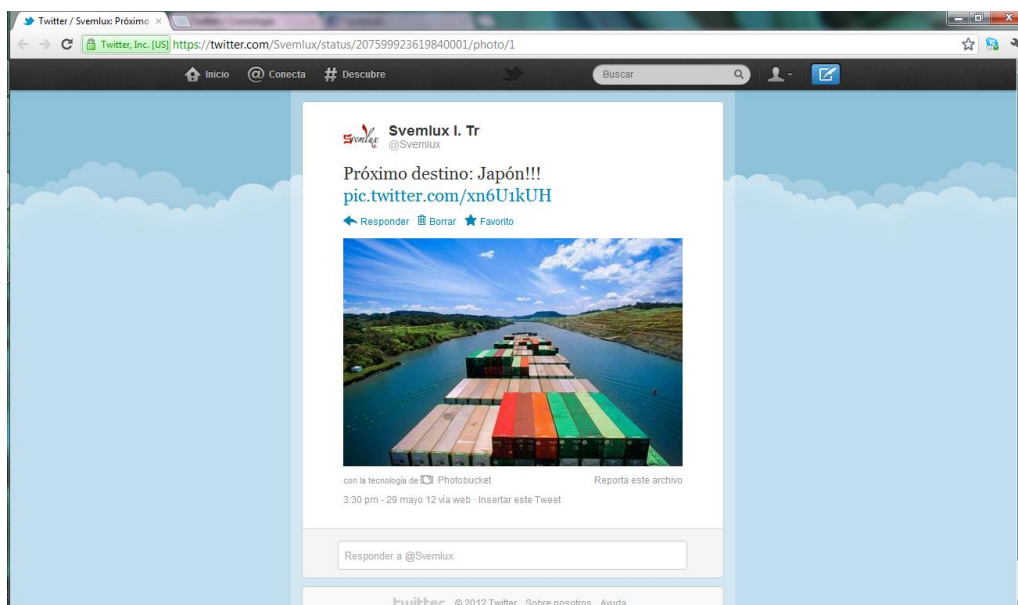 Twitter / Svemlux: Próximo
Twitter, Inc. [US] https://twitter.com/Svemlux/status/207599923619840001/photo/1
Inicio @ Conecta # Descubre Buscar
Svemlux
Svemlux I. Tr
@Svemlux
Próximo destino: Japón!!!
pic.twitter.com/xn6U1kUH
Responder Borrar Favorito
con la tecnología de Photobucket Reporta este archivo
3:30 pm - 29 mayo 12 vía web · Insertar este Tweet
Responder a @Svemlux
twitter © 2012 Twitter Sobre nosotros Ayuda